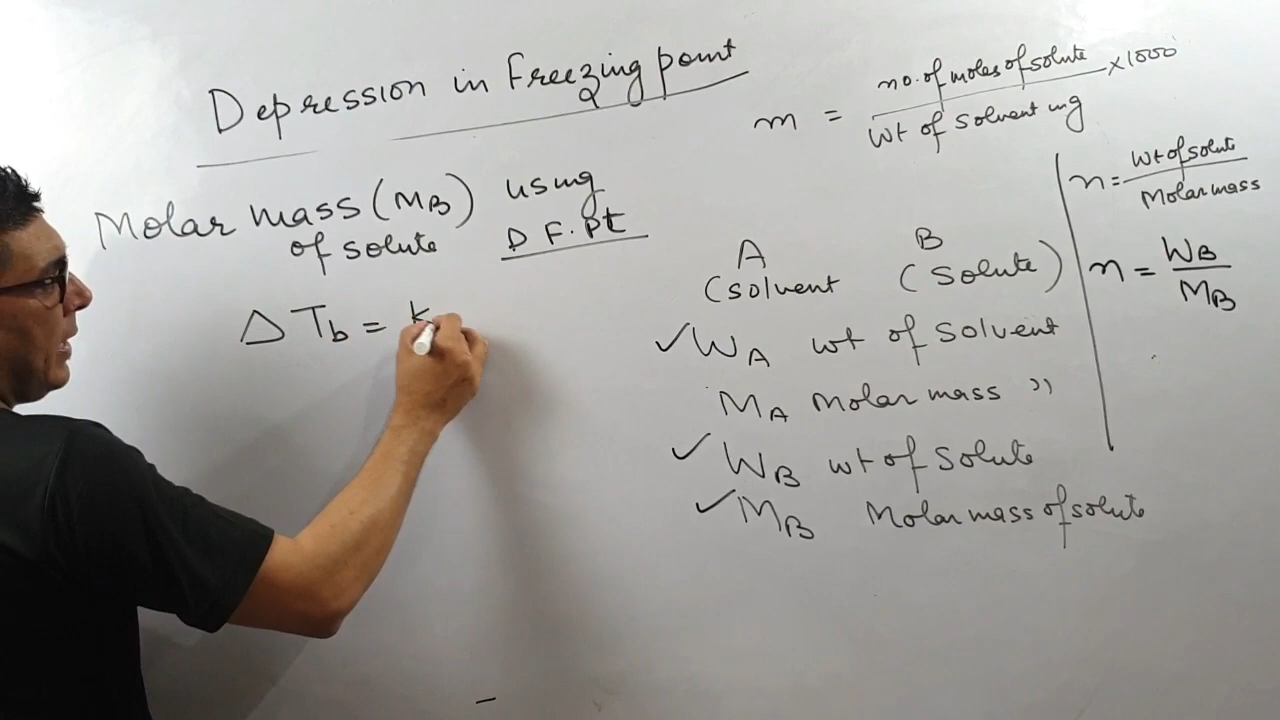 Depression in Freezing point
Molar mass (MB) using
of solute D F. Pt
Δ Tb = k
m = no. of moles of solute × 1000
wt of solvent in g
A B
(solvent (solute)
✓ WA wt of solvent
MA Molar mass "
✓ WB wt of solute
✓ MB Molar mass of solute
n = wt of solute
Molar mass
n = WB
MB